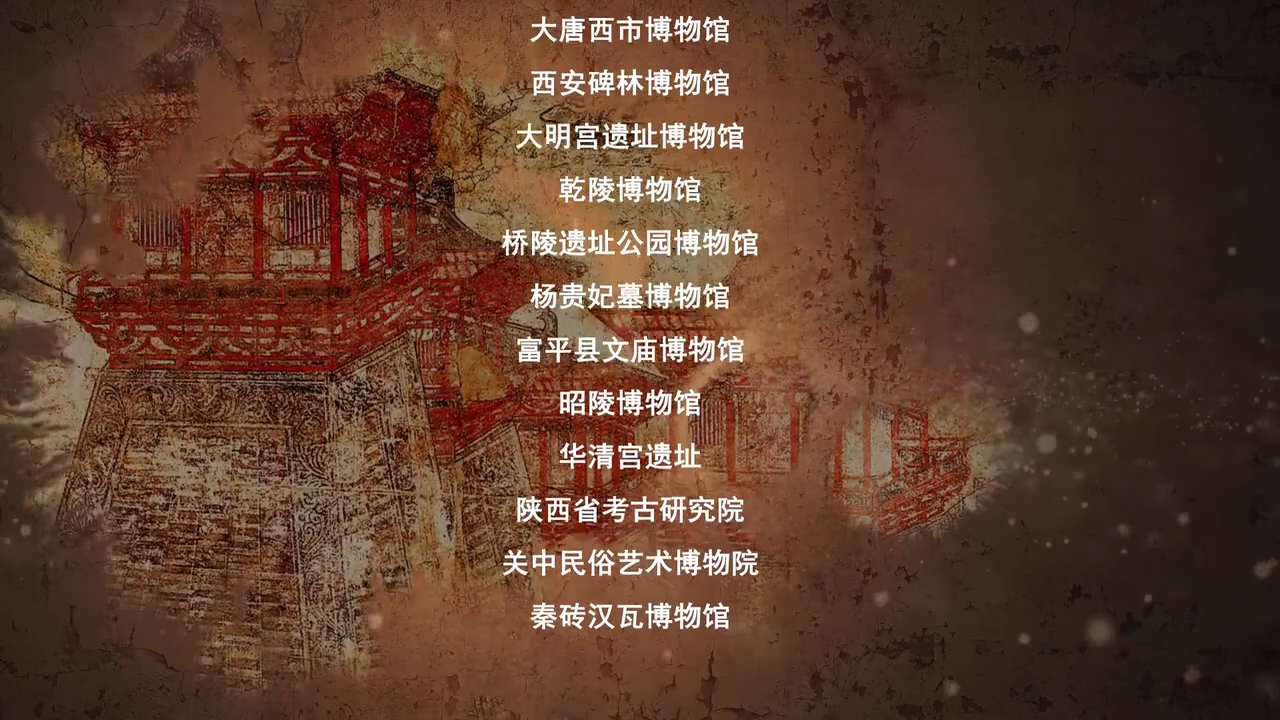 大唐西市博物馆
西安碑林博物馆
大明宫遗址博物馆
乾陵博物馆
桥陵遗址公园博物馆
杨贵妃墓博物馆
富平县文庙博物馆
昭陵博物馆
华清宫遗址
陕西省考古研究院
关中民俗艺术博物院
秦砖汉瓦博物馆